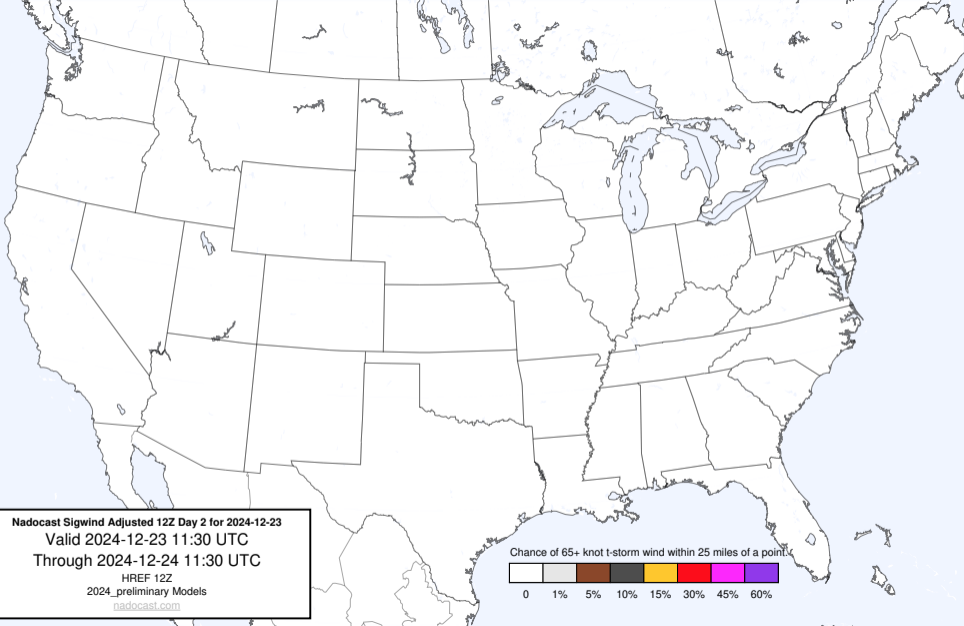 Nadocast Sigwind Adjusted 12Z Day 2 for 2024-12-23
Valid 2024-12-23 11:30 UTC
Through 2024-12-24 11:30 UTC
HREF 12Z
2024_preliminary Models
nadocast.com
Chance of 65+ knot t-storm wind within 25 miles of a point.
0 1% 5% 10% 15% 30% 45% 60%